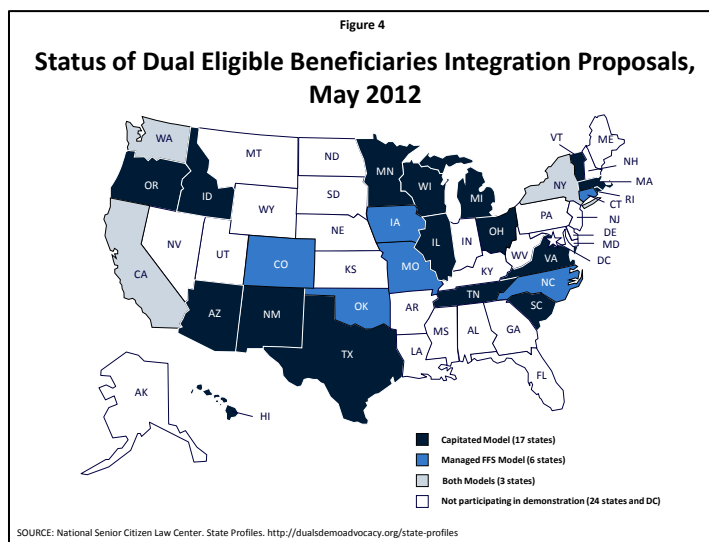 Figure 4
Status of Dual Eligible Beneficiaries Integration Proposals,
May 2012
WA
OR
ID
MT
ND
MN
WI
MI
VT
ME
NH
MA
RI
CT
NY
NJ
DE
MD
DC
PA
SD
WY
NE
IA
IL
IN
OH
WV
VA
NV
UT
CO
KS
MO
KY
CA
AZ
NM
OK
AR
TN
NC
SC
TX
LA
MS
AL
GA
FL
AK
HI
Capitated Model (17 states)
Managed FFS Model (6 states)
Both Models (3 states)
Not participating in demonstration (24 states and DC)
SOURCE: National Senior Citizen Law Center. State Profiles. http://dualsdemoadvocacy.org/state-profiles